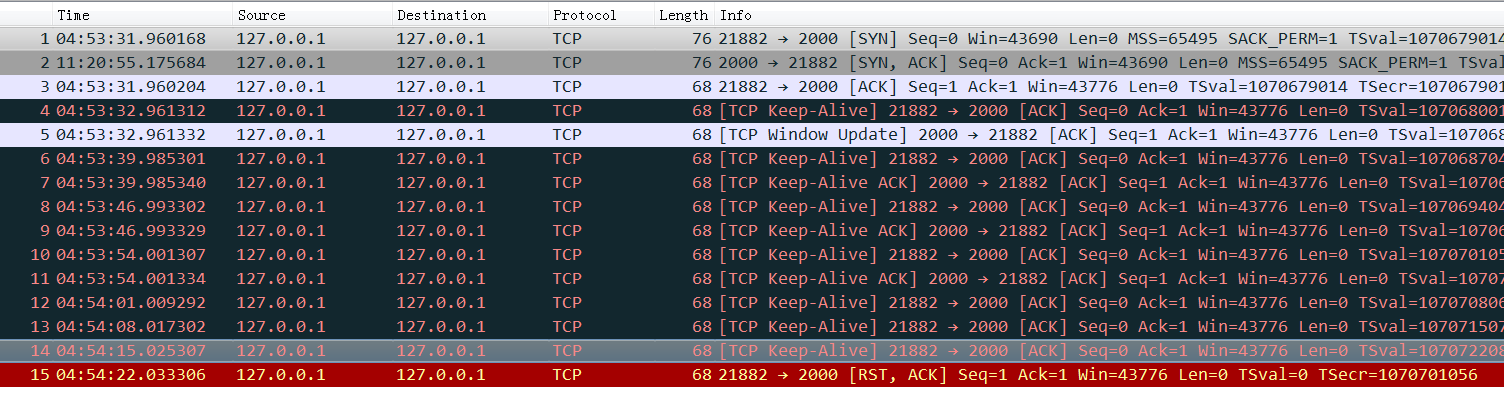 Time Source Destination Protocol Length Info
1 04:53:31.960168 127.0.0.1 127.0.0.1 TCP 76 21882 → 2000 [SYN] Seq=0 Win=43690 Len=0 MSS=65495 SACK_PERM=1 TSval=1070679014
2 11:20:55.175684 127.0.0.1 127.0.0.1 TCP 76 2000 → 21882 [SYN, ACK] Seq=0 Ack=1 Win=43690 Len=0 MSS=65495 SACK_PERM=1 TSval
3 04:53:31.960204 127.0.0.1 127.0.0.1 TCP 68 21882 → 2000 [ACK] Seq=1 Ack=1 Win=43776 Len=0 TSval=1070679014 TSecr=107067901
4 04:53:32.961312 127.0.0.1 127.0.0.1 TCP 68 [TCP Keep-Alive] 21882 → 2000 [ACK] Seq=0 Ack=1 Win=43776 Len=0 TSval=107068001
5 04:53:32.961332 127.0.0.1 127.0.0.1 TCP 68 [TCP Window Update] 2000 → 21882 [ACK] Seq=1 Ack=1 Win=43776 Len=0 TSval=107068
6 04:53:39.985301 127.0.0.1 127.0.0.1 TCP 68 [TCP Keep-Alive] 21882 → 2000 [ACK] Seq=0 Ack=1 Win=43776 Len=0 TSval=107068704
7 04:53:39.985340 127.0.0.1 127.0.0.1 TCP 68 [TCP Keep-Alive ACK] 2000 → 21882 [ACK] Seq=1 Ack=1 Win=43776 Len=0 TSval=10706
8 04:53:46.993302 127.0.0.1 127.0.0.1 TCP 68 [TCP Keep-Alive] 21882 → 2000 [ACK] Seq=0 Ack=1 Win=43776 Len=0 TSval=107069404
9 04:53:46.993329 127.0.0.1 127.0.0.1 TCP 68 [TCP Keep-Alive ACK] 2000 → 21882 [ACK] Seq=1 Ack=1 Win=43776 Len=0 TSval=10706
10 04:53:54.001307 127.0.0.1 127.0.0.1 TCP 68 [TCP Keep-Alive] 21882 → 2000 [ACK] Seq=0 Ack=1 Win=43776 Len=0 TSval=107070105
11 04:53:54.001334 127.0.0.1 127.0.0.1 TCP 68 [TCP Keep-Alive ACK] 2000 → 21882 [ACK] Seq=1 Ack=1 Win=43776 Len=0 TSval=10707
12 04:54:01.009292 127.0.0.1 127.0.0.1 TCP 68 [TCP Keep-Alive] 21882 → 2000 [ACK] Seq=0 Ack=1 Win=43776 Len=0 TSval=107070806
13 04:54:08.017302 127.0.0.1 127.0.0.1 TCP 68 [TCP Keep-Alive] 21882 → 2000 [ACK] Seq=0 Ack=1 Win=43776 Len=0 TSval=107071507
14 04:54:15.025307 127.0.0.1 127.0.0.1 TCP 68 [TCP Keep-Alive] 21882 → 2000 [ACK] Seq=0 Ack=1 Win=43776 Len=0 TSval=107072208
15 04:54:22.033306 127.0.0.1 127.0.0.1 TCP 68 21882 → 2000 [RST, ACK] Seq=1 Ack=1 Win=43776 Len=0 TSval=0 TSecr=1070701056